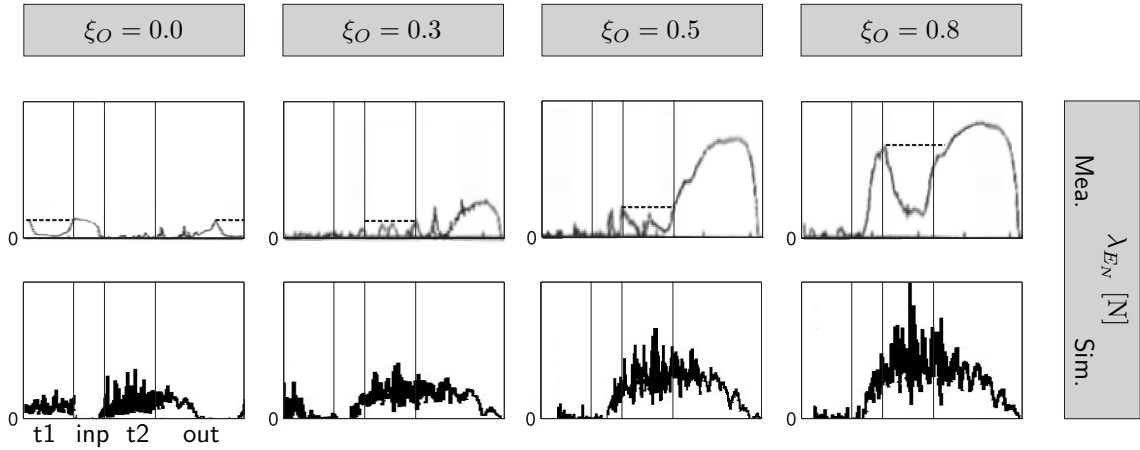 ξ_O = 0.0
ξ_O = 0.3
ξ_O = 0.5
ξ_O = 0.8
0
0
0
0
Mea.
λ_{E_N} [N]
Sim.
0
0
0
0
t1 inp t2 out